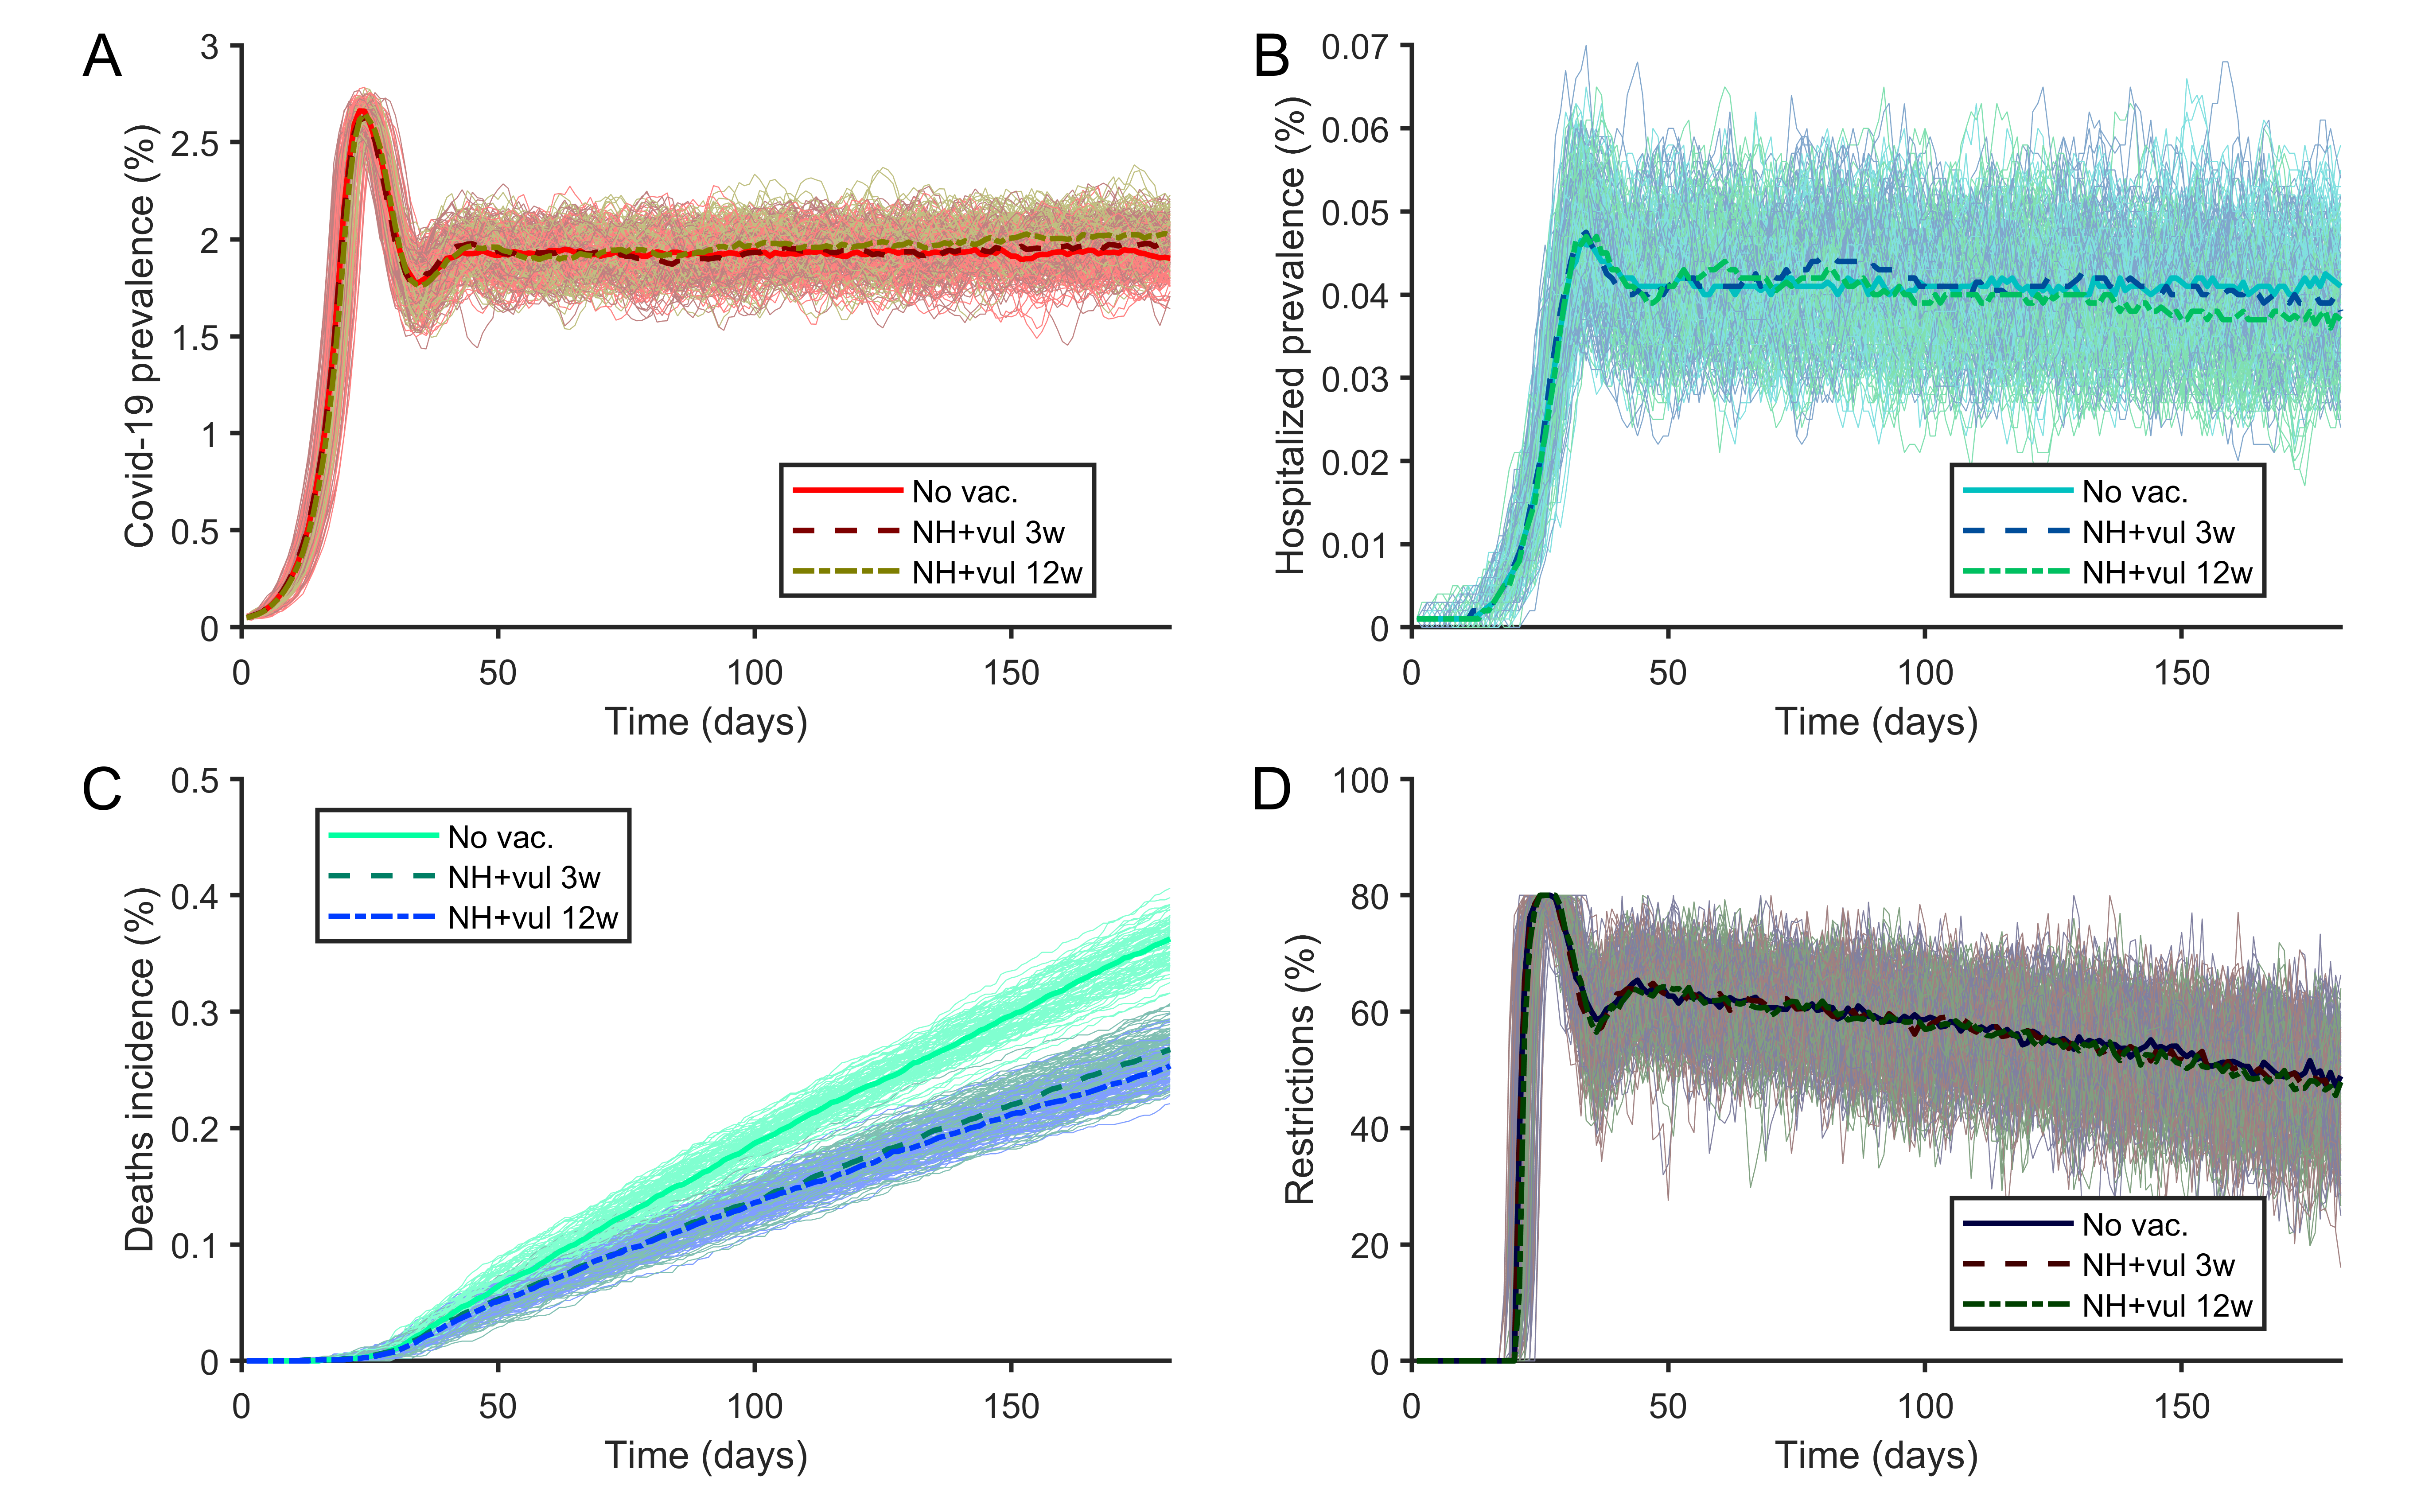 A
Covid-19 prevalence (%)
3
2.5
2
1.5
1
0.5
0
0 50 100 150
Time (days)
No vac.
NH+vul 3w
NH+vul 12w
B
Hospitalized prevalence (%)
0.07
0.06
0.05
0.04
0.03
0.02
0.01
0
0 50 100 150
Time (days)
No vac.
NH+vul 3w
NH+vul 12w
C
Deaths incidence (%)
0.5
0.4
0.3
0.2
0.1
0
0 50 100 150
Time (days)
No vac.
NH+vul 3w
NH+vul 12w
D
Restrictions (%)
100
80
60
40
20
0
0 50 100 150
Time (days)
No vac.
NH+vul 3w
NH+vul 12w